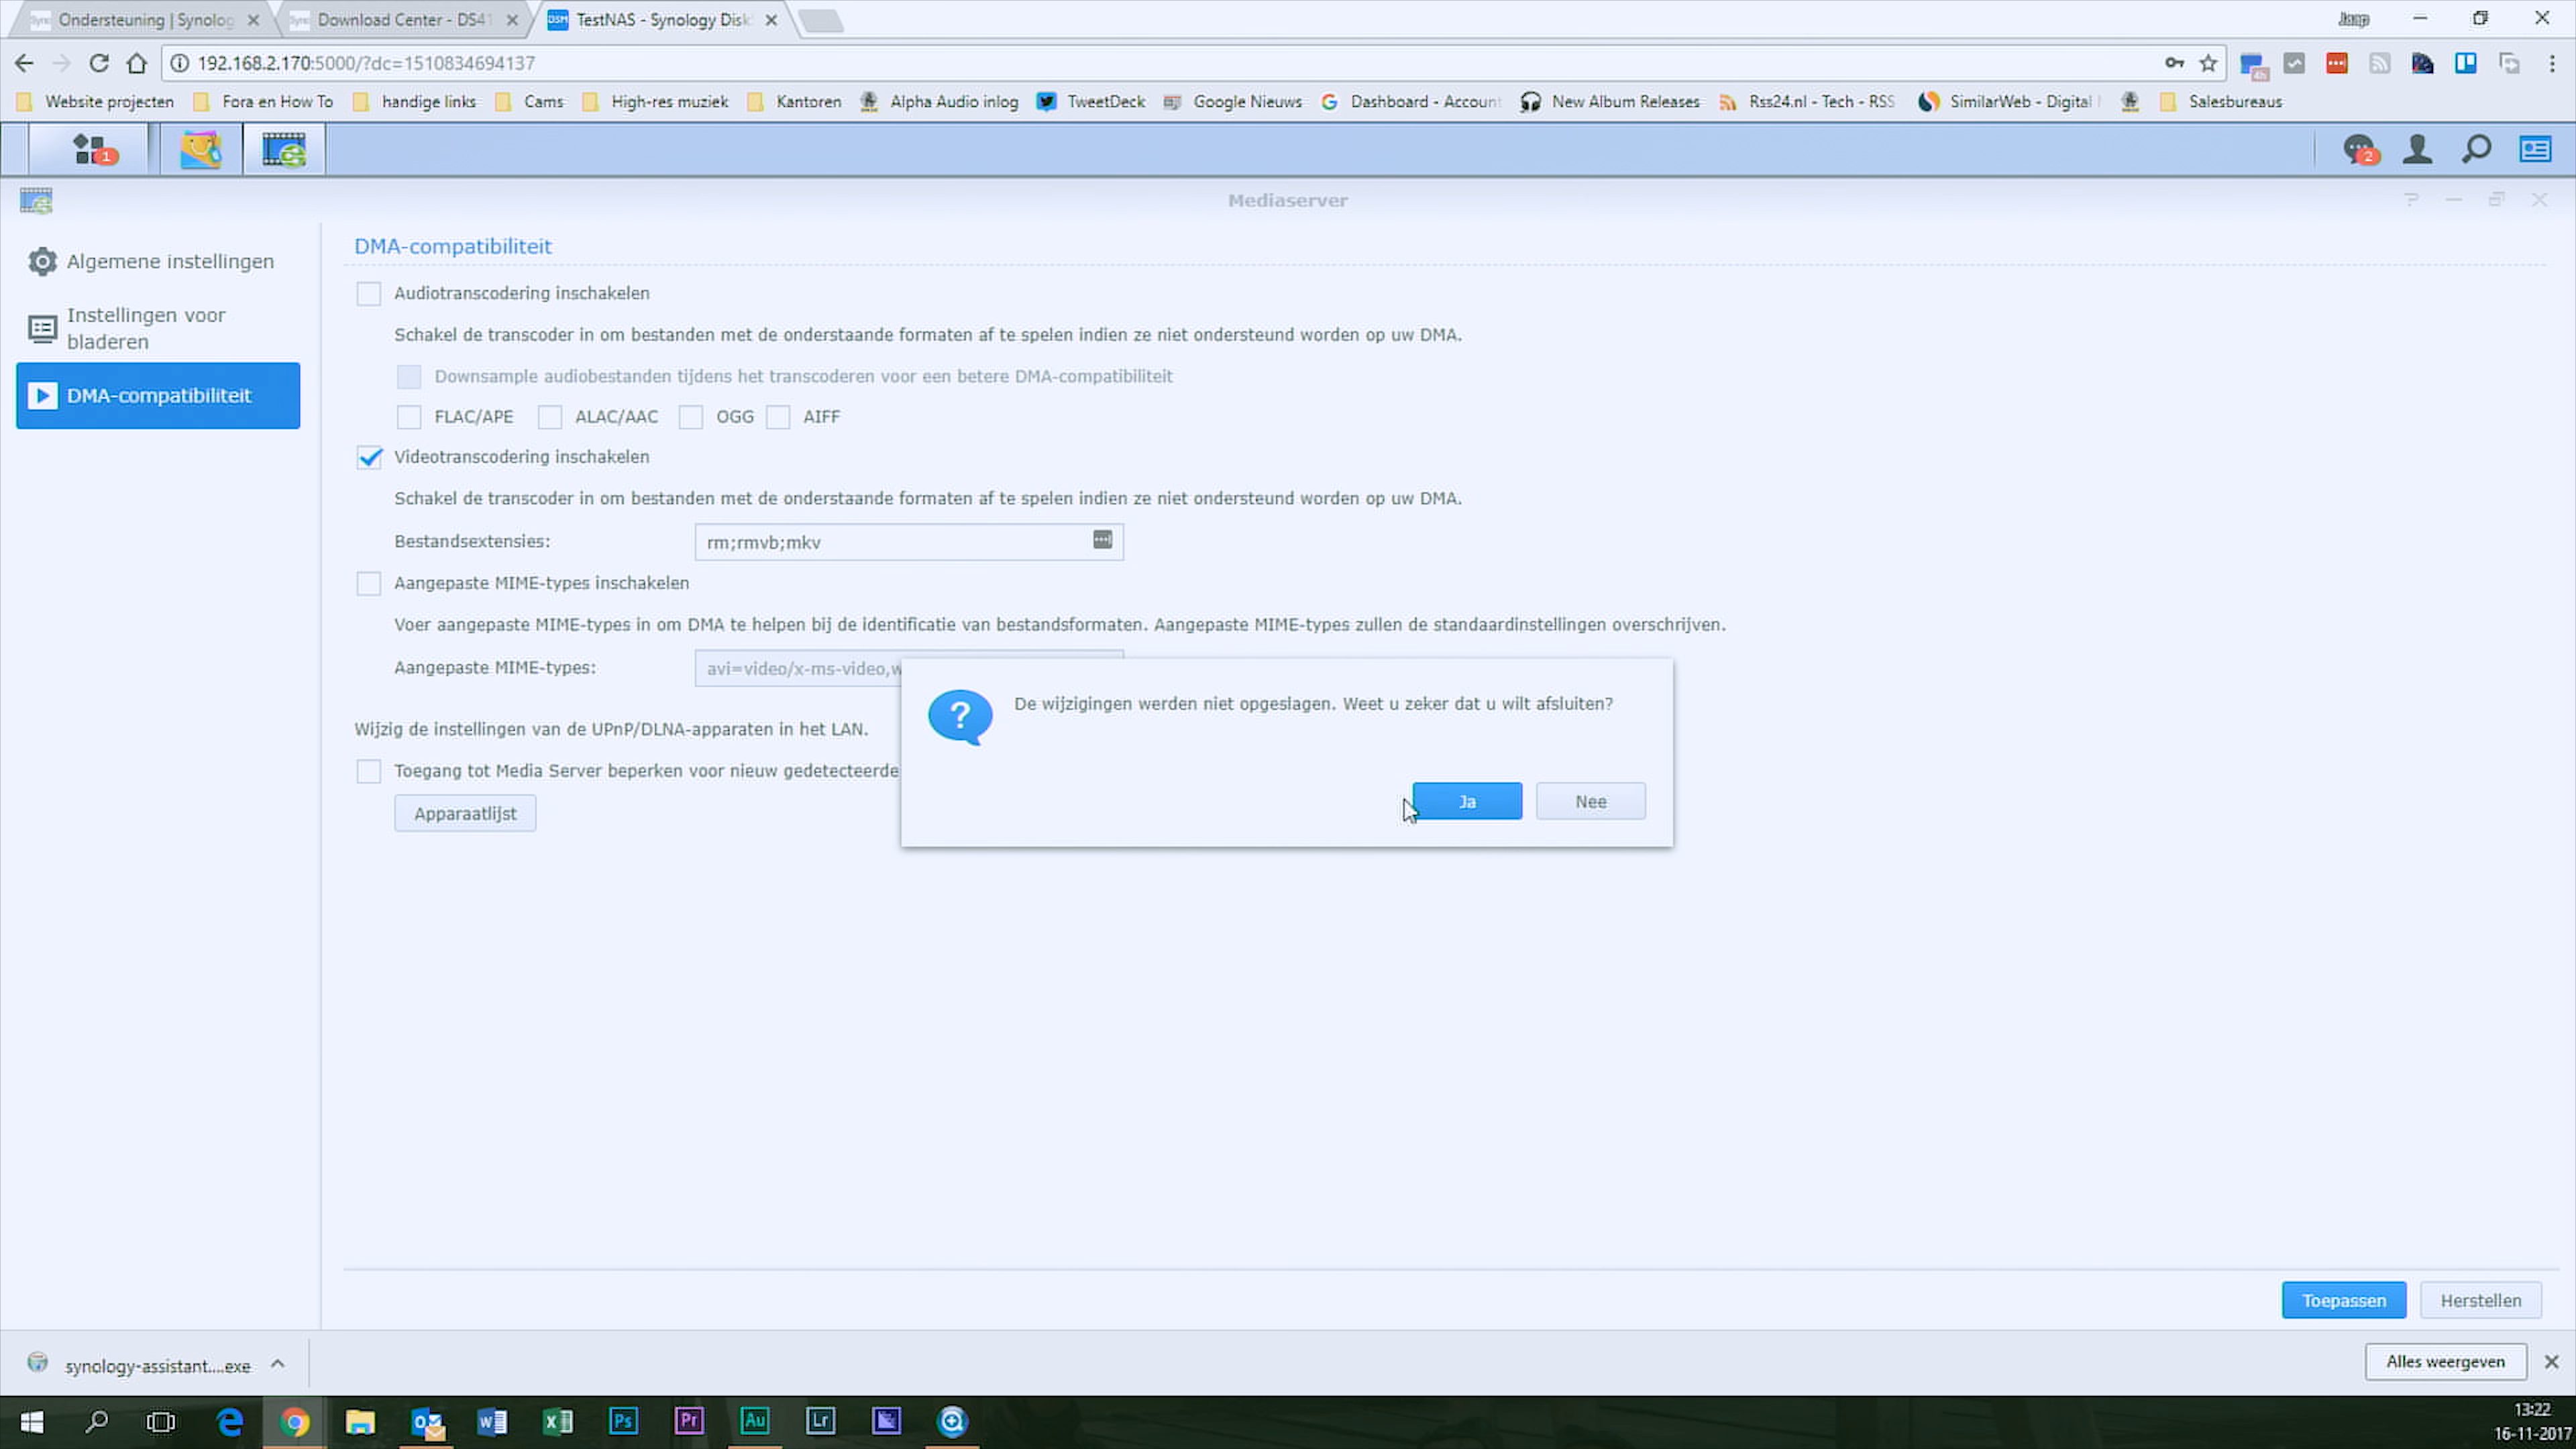 Ondersteuning | Synolog
Download Center - DS41
TestNAS - Synology Disk
192.168.2.170:5000/?dc=1510834694137
Website projecten
Fora en How To
handige links
Cams
High-res muziek
Kantoren
Alpha Audio inlog
TweetDeck
Google Nieuws
Dashboard - Account
New Album Releases
Rss24.nl - Tech - RSS
SimilarWeb - Digital
Salesbureaus
1
2
Mediaserver
Algemene instellingen
Instellingen voor
bladeren
DMA-compatibiliteit
DMA-compatibiliteit
Audiotranscodering inschakelen
Schakel de transcoder in om bestanden met de onderstaande formaten af te spelen indien ze niet ondersteund worden op uw DMA.
Downsample audiobestanden tijdens het transcoderen voor een betere DMA-compatibiliteit
FLAC/APE ALAC/AAC OGG AIFF
Videotranscodering inschakelen
Schakel de transcoder in om bestanden met de onderstaande formaten af te spelen indien ze niet ondersteund worden op uw DMA.
Bestandsextensies: rm;rmvb;mkv
Aangepaste MIME-types inschakelen
Voer aangepaste MIME-types in om DMA te helpen bij de identificatie van bestandsformaten. Aangepaste MIME-types zullen de standaardinstellingen overschrijven.
Aangepaste MIME-types: avi=video/x-ms-video,w
Wijzig de instellingen van de UPnP/DLNA-apparaten in het LAN.
Toegang tot Media Server beperken voor nieuw gedetecteerde
Apparaatlijst
De wijzigingen werden niet opgeslagen. Weet u zeker dat u wilt afsluiten?
Ja
Nee
Toepassen
Herstellen
synology-assistant....exe
Alles weergeven
Ps
Pr
Au
Lr
13:22
16-11-2017